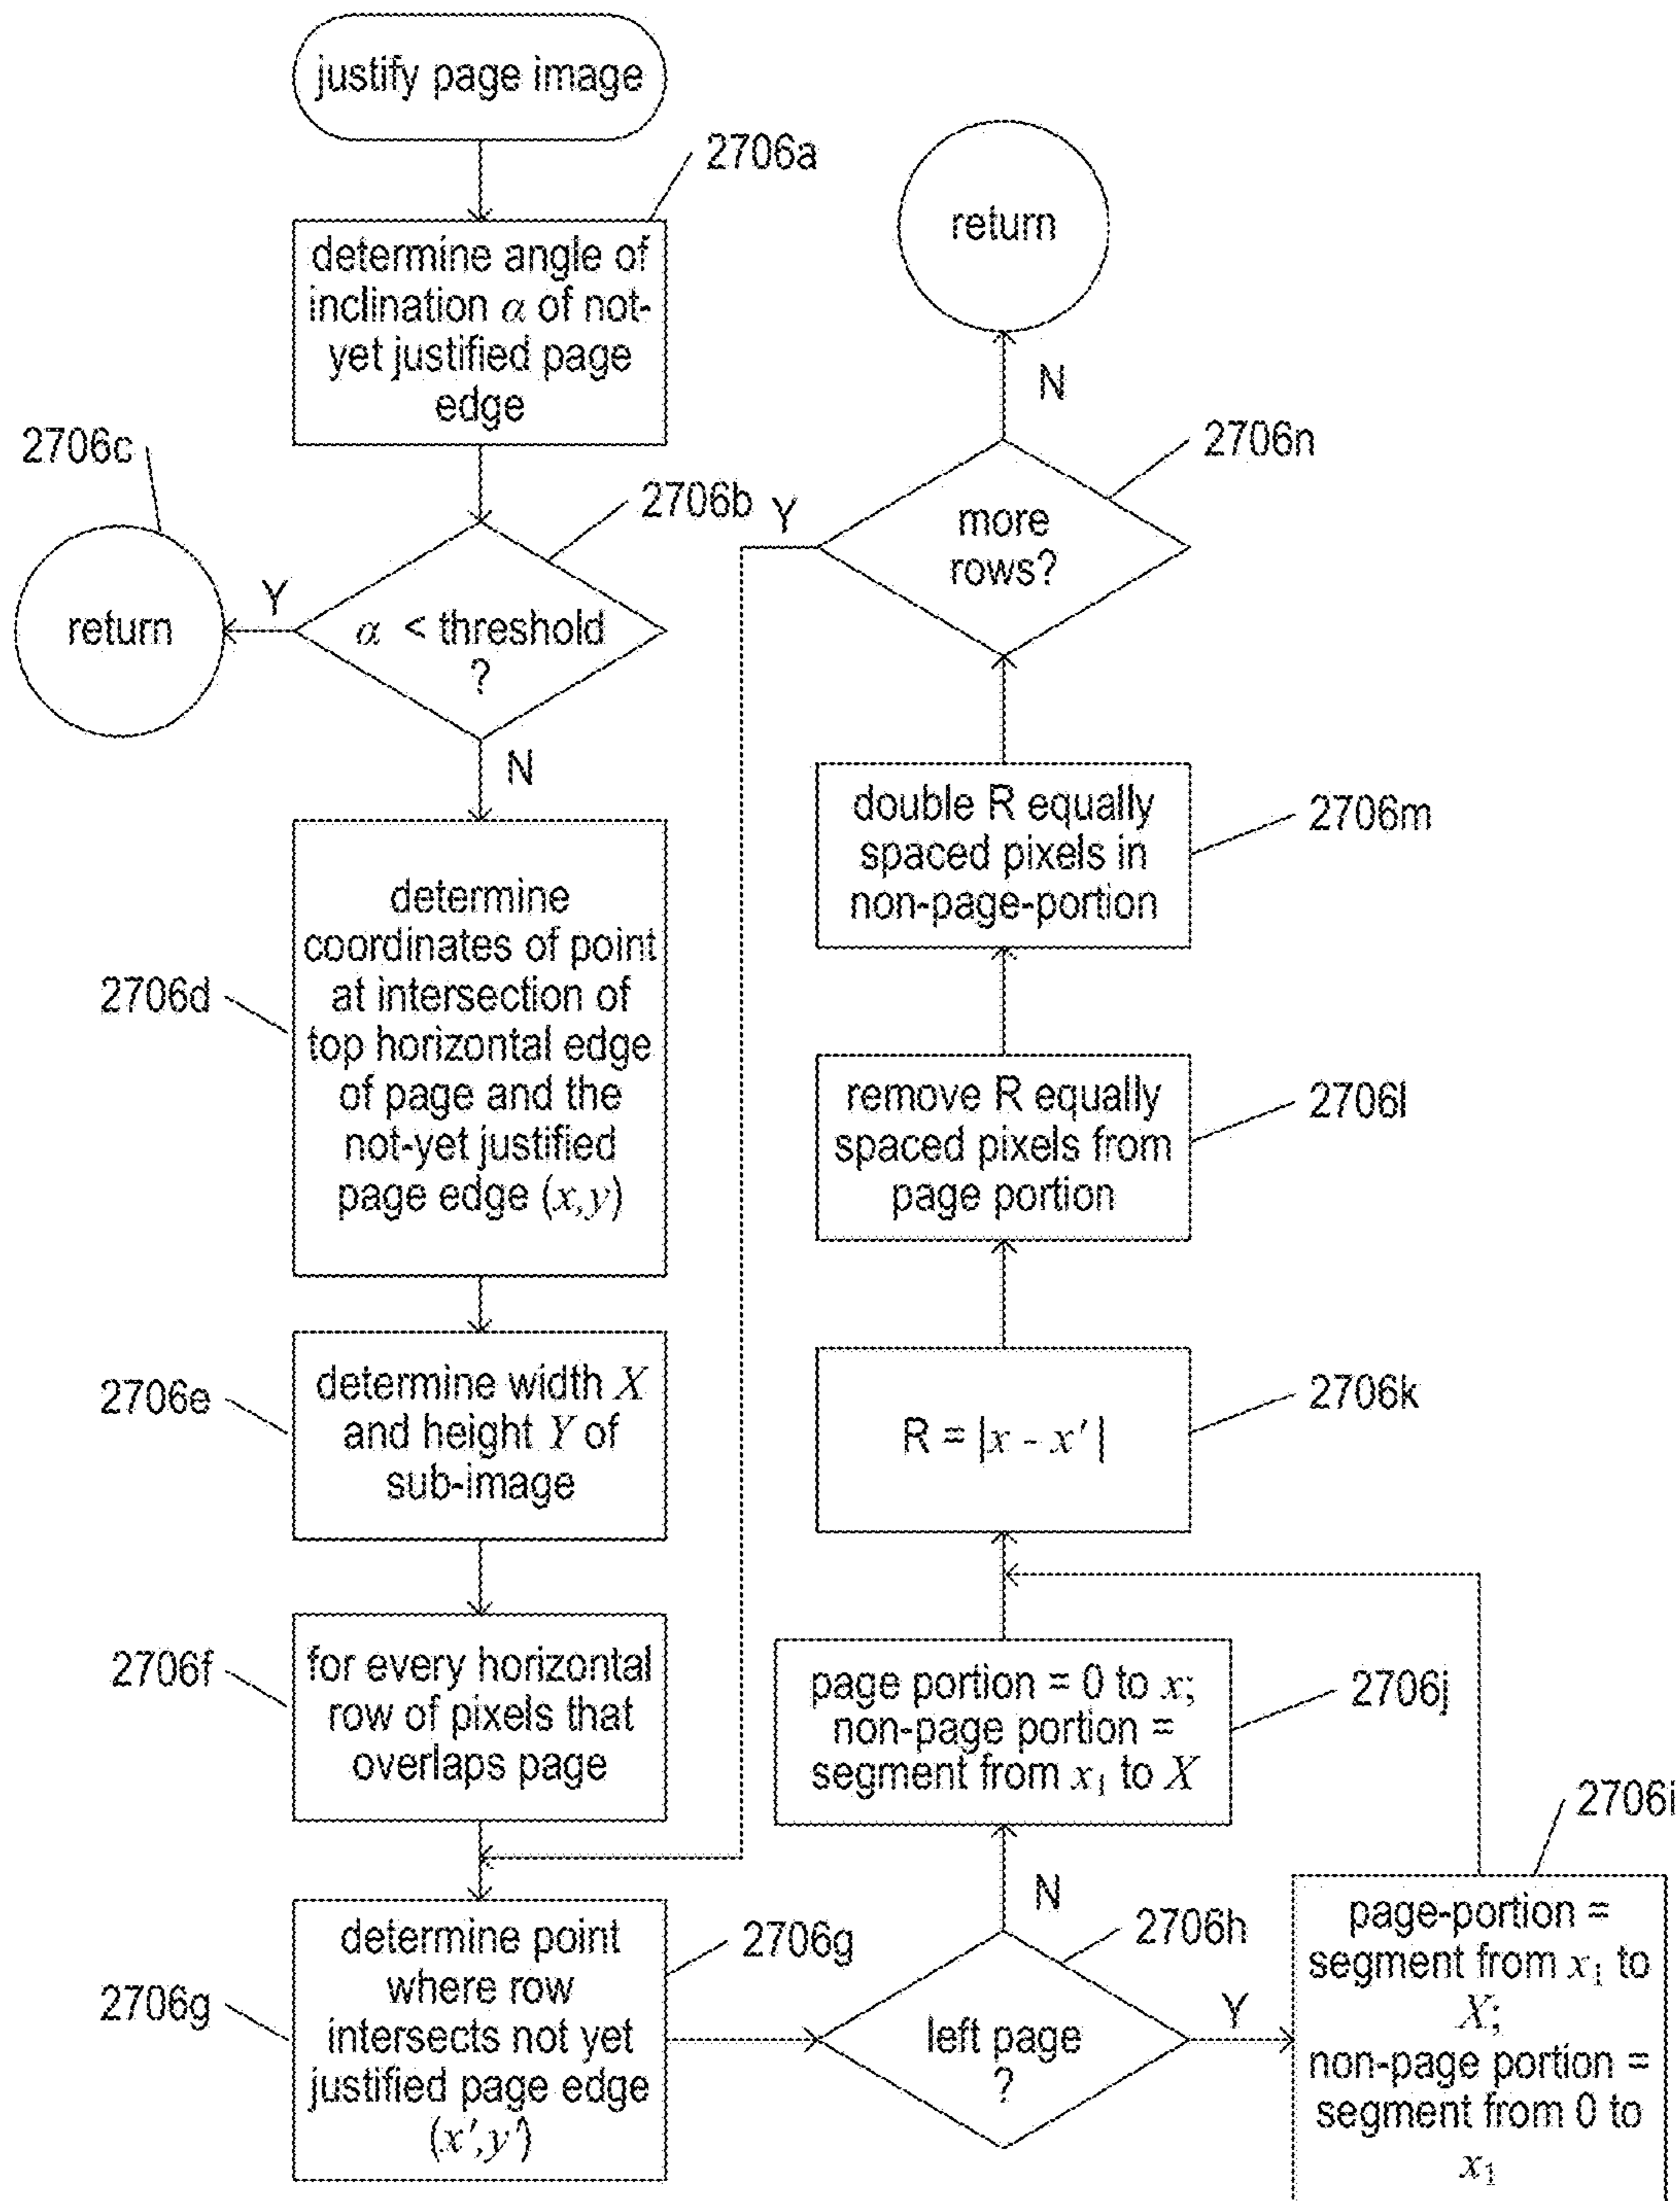 justify page image
2706a
determine angle of
inclination α of not-
yet justified page
edge
2706c
2706b
return
Y
α < threshold
?
N
2706d
determine
coordinates of point
at intersection of
top horizontal edge
of page and the
not-yet justified
page edge (x,y)
2706e
determine width X
and height Y of
sub-image
2706f
for every horizontal
row of pixels that
overlaps page
2706g
determine point
where row
intersects not yet
justified page edge
(x′,y′)
2706g
2706h
left page
?
Y
N
2706i
page-portion =
segment from x₁ to
X;
non-page portion =
segment from 0 to
x₁
2706j
page portion = 0 to x;
non-page portion =
segment from x₁ to X
2706k
R = |x - x′|
2706l
remove R equally
spaced pixels from
page portion
2706m
double R equally
spaced pixels in
non-page-portion
2706n
more
rows?
Y
N
return